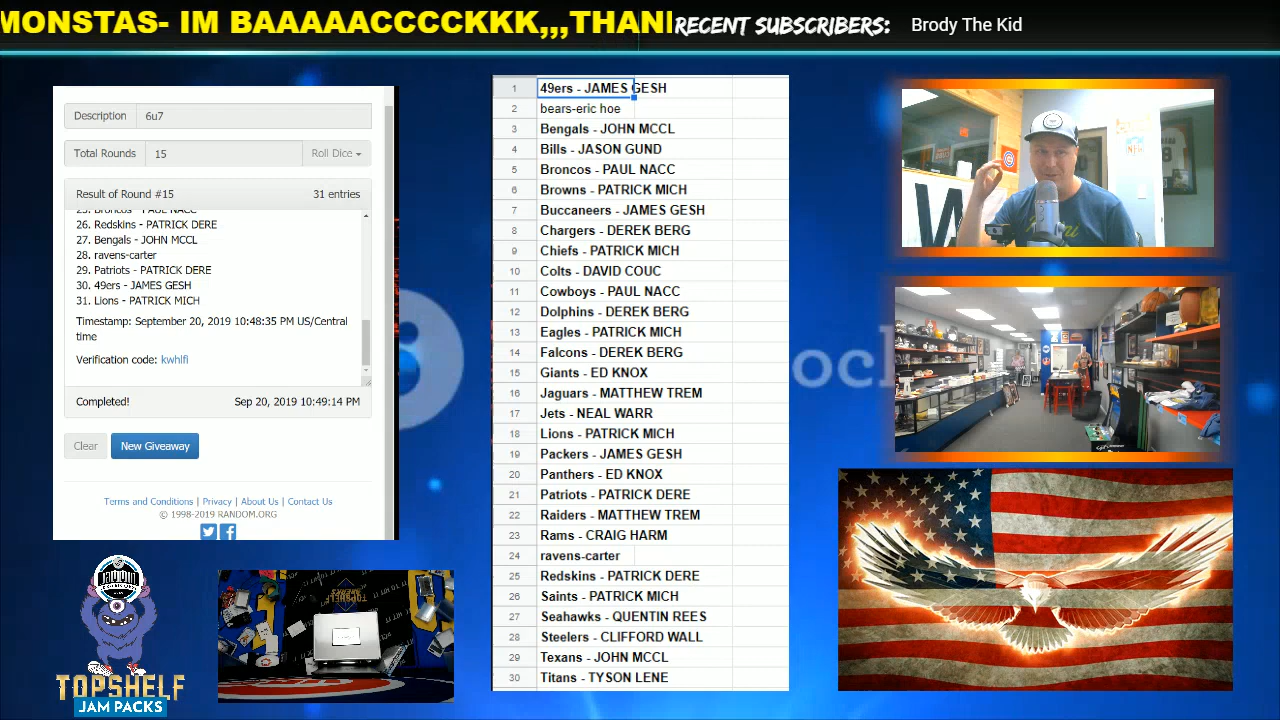 MONSTAS- IM BAAAAACCCCKKK,,,THANI
RECENT SUBSCRIBERS: Brody The Kid
Description 6u7
Total Rounds 15 Roll Dice
Result of Round #15 31 entries
25. Broncos - PAUL NACC
26. Redskins - PATRICK DERE
27. Bengals - JOHN MCCL
28. ravens-carter
29. Patriots - PATRICK DERE
30. 49ers - JAMES GESH
31. Lions - PATRICK MICH
Timestamp: September 20, 2019 10:48:35 PM US/Central
time
Verification code: kwhlfi
Completed! Sep 20, 2019 10:49:14 PM
Clear New Giveaway
Terms and Conditions | Privacy | About Us | Contact Us
© 1998-2019 RANDOM.ORG
TOPSHELF
JAM PACKS
1 49ers - JAMES GESH
2 bears-eric hoe
3 Bengals - JOHN MCCL
4 Bills - JASON GUND
5 Broncos - PAUL NACC
6 Browns - PATRICK MICH
7 Buccaneers - JAMES GESH
8 Chargers - DEREK BERG
9 Chiefs - PATRICK MICH
10 Colts - DAVID COUC
11 Cowboys - PAUL NACC
12 Dolphins - DEREK BERG
13 Eagles - PATRICK MICH
14 Falcons - DEREK BERG
15 Giants - ED KNOX
16 Jaguars - MATTHEW TREM
17 Jets - NEAL WARR
18 Lions - PATRICK MICH
19 Packers - JAMES GESH
20 Panthers - ED KNOX
21 Patriots - PATRICK DERE
22 Raiders - MATTHEW TREM
23 Rams - CRAIG HARM
24 ravens-carter
25 Redskins - PATRICK DERE
26 Saints - PATRICK MICH
27 Seahawks - QUENTIN REES
28 Steelers - CLIFFORD WALL
29 Texans - JOHN MCCL
30 Titans - TYSON LENE